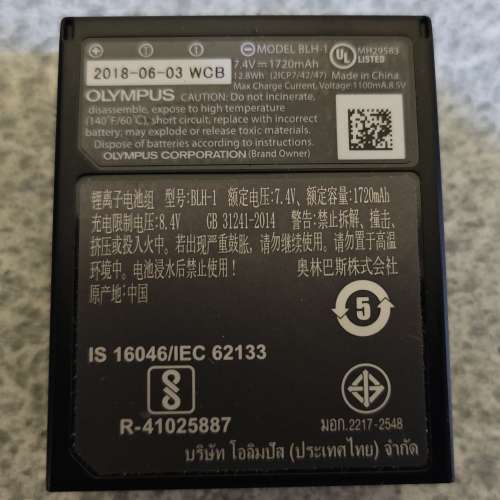 MODEL BLH-1
7.4V⎓1720mAh
12.8Wh (2ICP7/42/47)
Max Charge Current, Voltage:1100mA,8.5V
UL LISTED
MH29583
2018-06-03 WCB
OLYMPUS CAUTION: Do not incinerate,
disassemble, expose to high temperature
(140°F/60℃), short circuit, replace with incorrect
battery; may explode or release toxic materials.
Dispose of batteries according to instructions.
OLYMPUS CORPORATION (Brand Owner)
锂离子电池组 型号:BLH-1 额定电压:7.4V, 额定容量:1720mAh
充电限制电压:8.4V GB 31241-2014 警告:禁止拆解、撞击、
挤压或投入火中。若出现严重鼓胀，请勿继续使用。请勿置于高温
环境中。电池浸水后禁止使用！ 奥林巴斯株式会社
原产地:中国
5
IS 16046/IEC 62133
R-41025887
มอก.2217-2548
บริษัท โอลิมปัส (ประเทศไทย) จำกัด